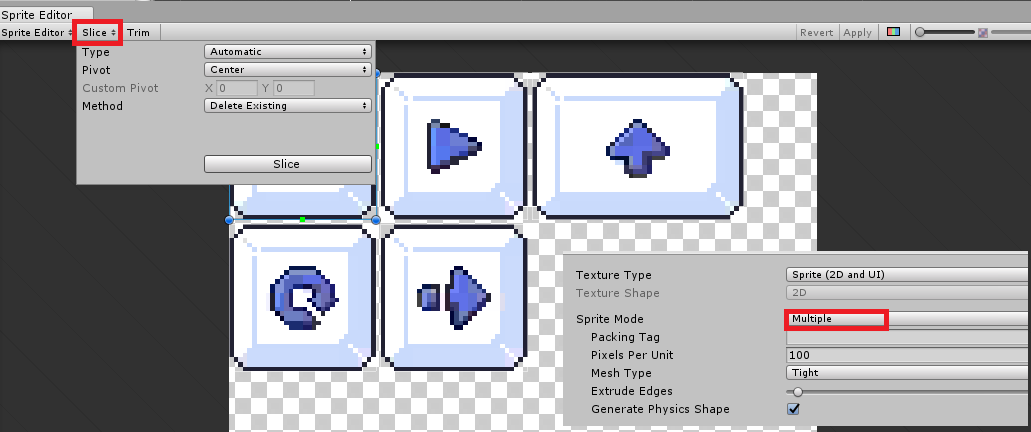 Sprite Editor
Sprite Editor Slice Trim Revert Apply
Type Automatic
Pivot Center
Custom Pivot X 0 Y 0
Method Delete Existing
Slice
Texture Type Sprite (2D and UI)
Texture Shape 2D
Sprite Mode Multiple
Packing Tag
Pixels Per Unit 100
Mesh Type Tight
Extrude Edges
Generate Physics Shape